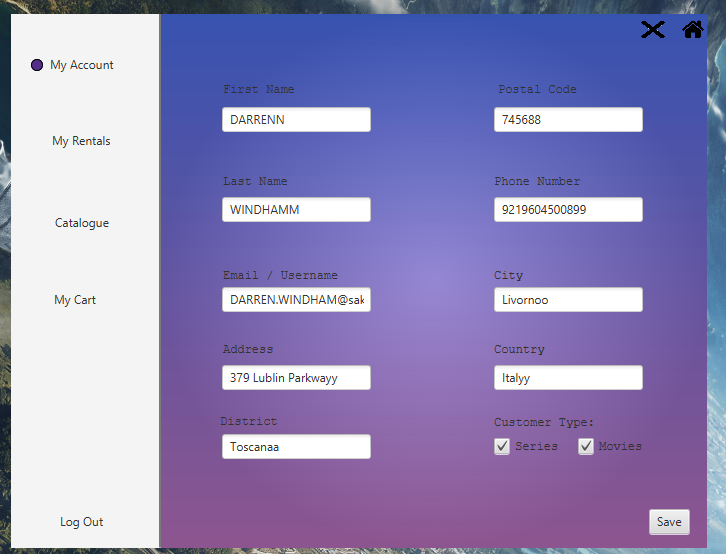 My Account
My Rentals
Catalogue
My Cart
Log Out
First Name
DARRENN
Last Name
WINDHAMM
Email / Username
DARREN.WINDHAM@sak
Address
379 Lublin Parkwayy
District
Toscanaa
Postal Code
745688
Phone Number
9219604500899
City
Livornoo
Country
Italyy
Customer Type:
Series Movies
Save